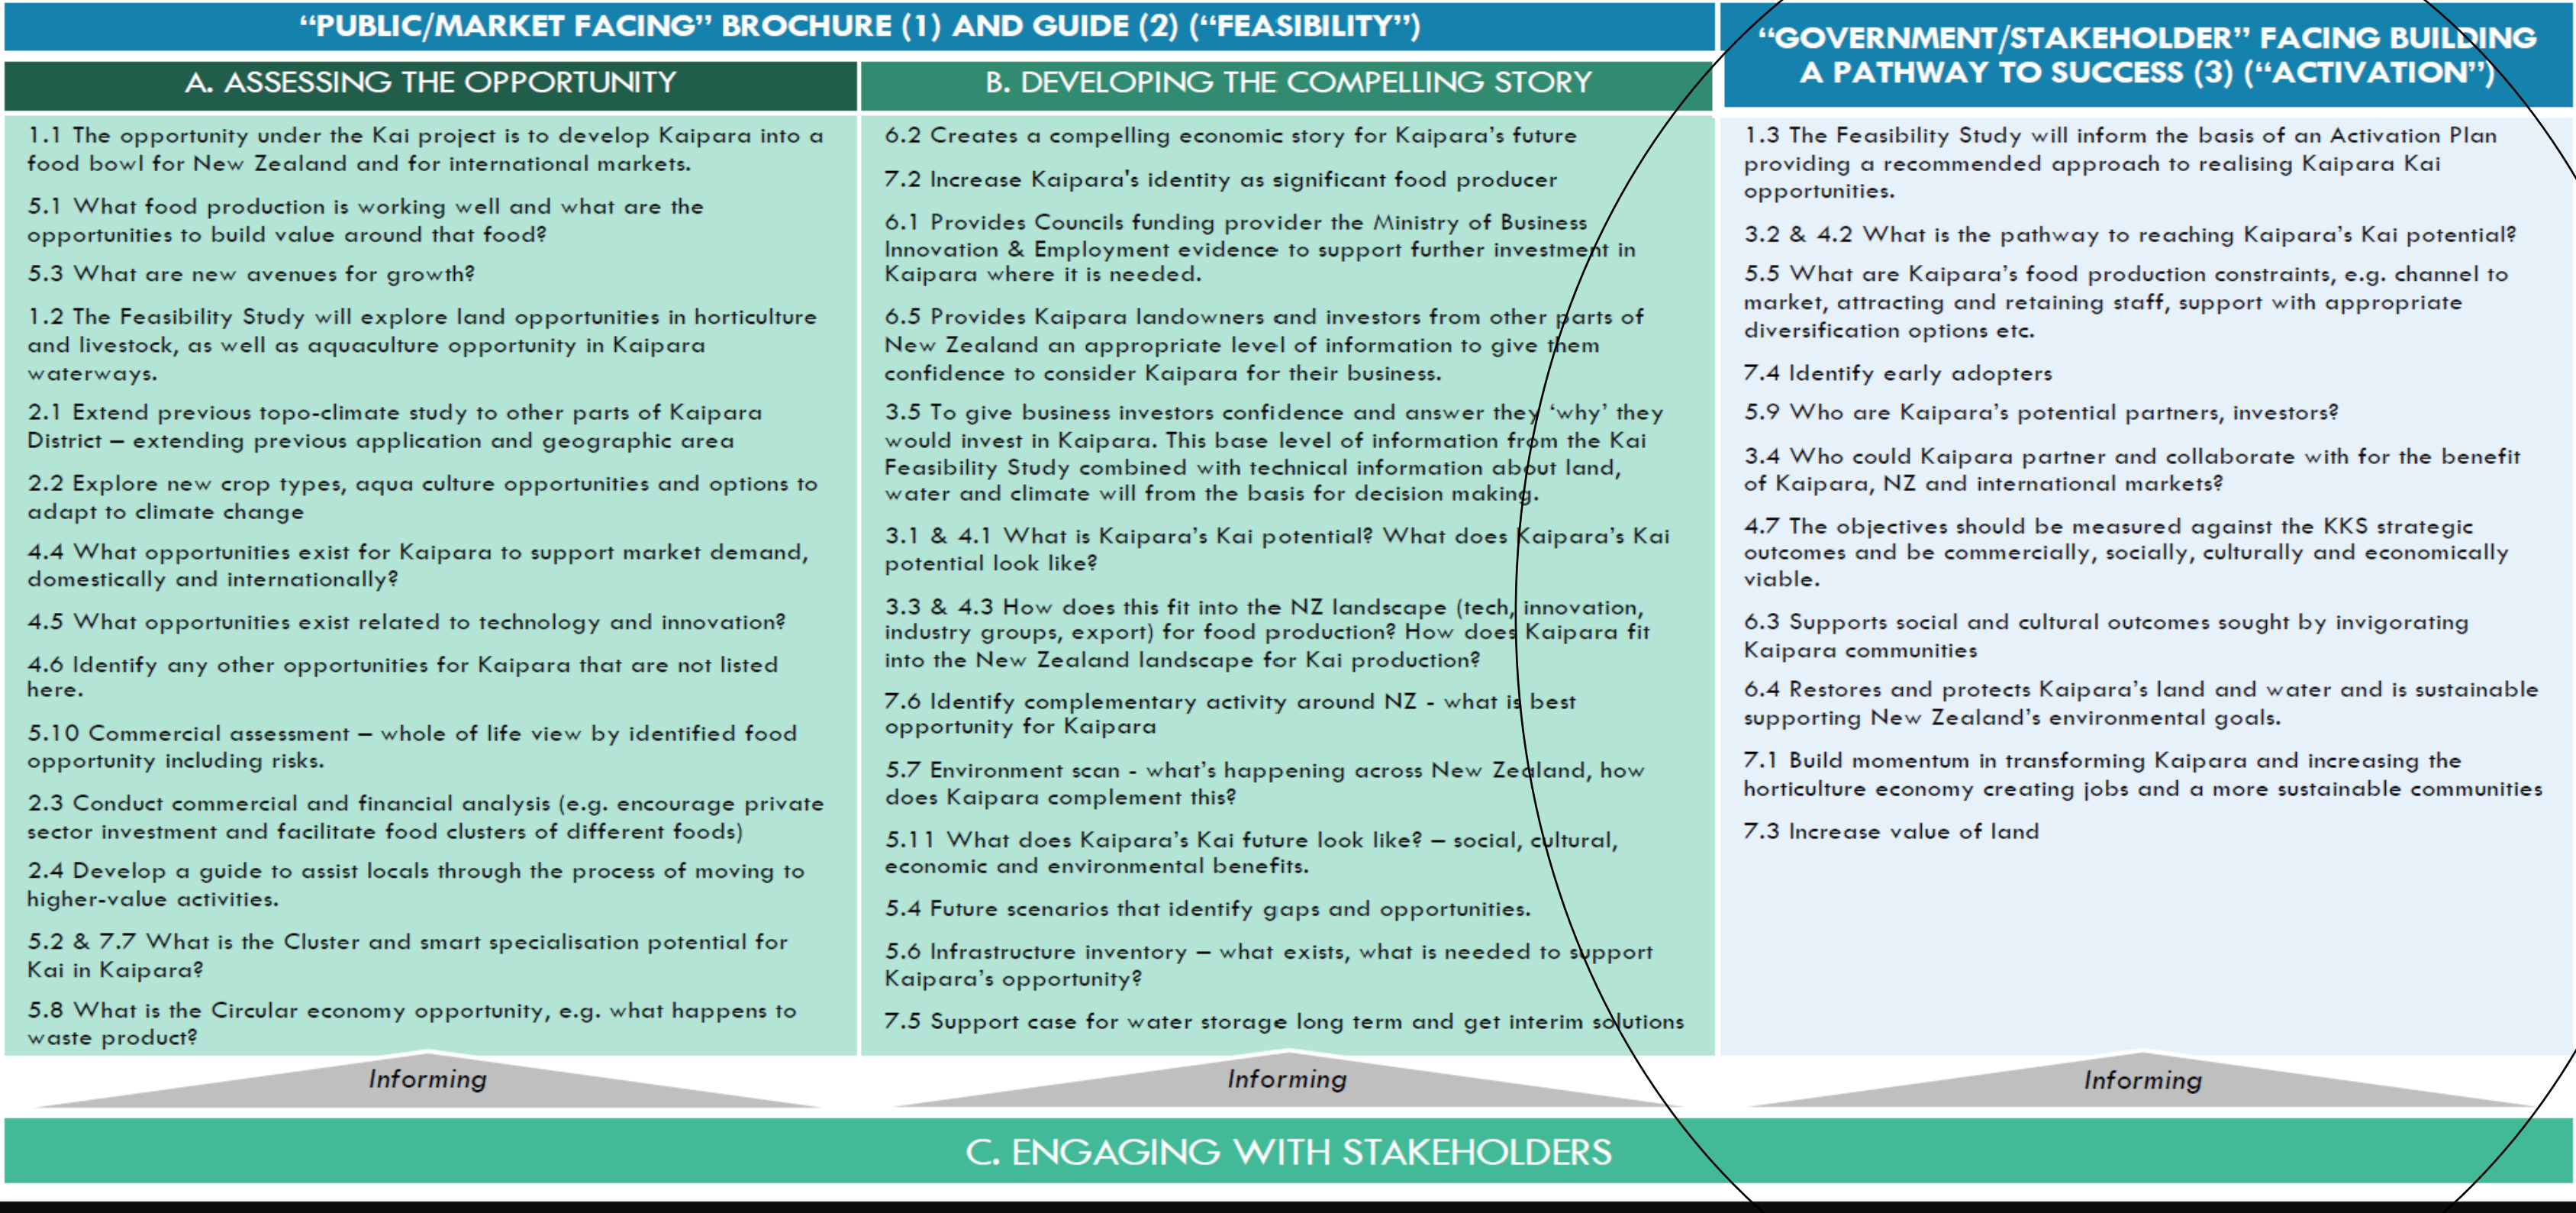 “PUBLIC/MARKET FACING” BROCHURE (1) AND GUIDE (2) (“FEASIBILITY”)
A. ASSESSING THE OPPORTUNITY
1.1 The opportunity under the Kai project is to develop Kaipara into a
food bowl for New Zealand and for international markets.
5.1 What food production is working well and what are the
opportunities to build value around that food?
5.3 What are new avenues for growth?
1.2 The Feasibility Study will explore land opportunities in horticulture
and livestock, as well as aquaculture opportunity in Kaipara
waterways.
2.1 Extend previous topo-climate study to other parts of Kaipara
District – extending previous application and geographic area
2.2 Explore new crop types, aqua culture opportunities and options to
adapt to climate change
4.4 What opportunities exist for Kaipara to support market demand,
domestically and internationally?
4.5 What opportunities exist related to technology and innovation?
4.6 Identify any other opportunities for Kaipara that are not listed
here.
5.10 Commercial assessment – whole of life view by identified food
opportunity including risks.
2.3 Conduct commercial and financial analysis (e.g. encourage private
sector investment and facilitate food clusters of different foods)
2.4 Develop a guide to assist locals through the process of moving to
higher-value activities.
5.2 & 7.7 What is the Cluster and smart specialisation potential for
Kai in Kaipara?
5.8 What is the Circular economy opportunity, e.g. what happens to
waste product?
Informing
B. DEVELOPING THE COMPELLING STORY
6.2 Creates a compelling economic story for Kaipara’s future
7.2 Increase Kaipara's identity as significant food producer
6.1 Provides Councils funding provider the Ministry of Business
Innovation & Employment evidence to support further investment in
Kaipara where it is needed.
6.5 Provides Kaipara landowners and investors from other parts of
New Zealand an appropriate level of information to give them
confidence to consider Kaipara for their business.
3.5 To give business investors confidence and answer they ‘why’ they
would invest in Kaipara. This base level of information from the Kai
Feasibility Study combined with technical information about land,
water and climate will from the basis for decision making.
3.1 & 4.1 What is Kaipara’s Kai potential? What does Kaipara’s Kai
potential look like?
3.3 & 4.3 How does this fit into the NZ landscape (tech, innovation,
industry groups, export) for food production? How does Kaipara fit
into the New Zealand landscape for Kai production?
7.6 Identify complementary activity around NZ - what is best
opportunity for Kaipara
5.7 Environment scan - what’s happening across New Zealand, how
does Kaipara complement this?
5.11 What does Kaipara’s Kai future look like? – social, cultural,
economic and environmental benefits.
5.4 Future scenarios that identify gaps and opportunities.
5.6 Infrastructure inventory – what exists, what is needed to support
Kaipara’s opportunity?
7.5 Support case for water storage long term and get interim solutions
Informing
“GOVERNMENT/STAKEHOLDER” FACING BUILDING
A PATHWAY TO SUCCESS (3) (“ACTIVATION”)
1.3 The Feasibility Study will inform the basis of an Activation Plan
providing a recommended approach to realising Kaipara Kai
opportunities.
3.2 & 4.2 What is the pathway to reaching Kaipara’s Kai potential?
5.5 What are Kaipara’s food production constraints, e.g. channel to
market, attracting and retaining staff, support with appropriate
diversification options etc.
7.4 Identify early adopters
5.9 Who are Kaipara’s potential partners, investors?
3.4 Who could Kaipara partner and collaborate with for the benefit
of Kaipara, NZ and international markets?
4.7 The objectives should be measured against the KKS strategic
outcomes and be commercially, socially, culturally and economically
viable.
6.3 Supports social and cultural outcomes sought by invigorating
Kaipara communities
6.4 Restores and protects Kaipara’s land and water and is sustainable
supporting New Zealand’s environmental goals.
7.1 Build momentum in transforming Kaipara and increasing the
horticulture economy creating jobs and a more sustainable communities
7.3 Increase value of land
Informing
C. ENGAGING WITH STAKEHOLDERS